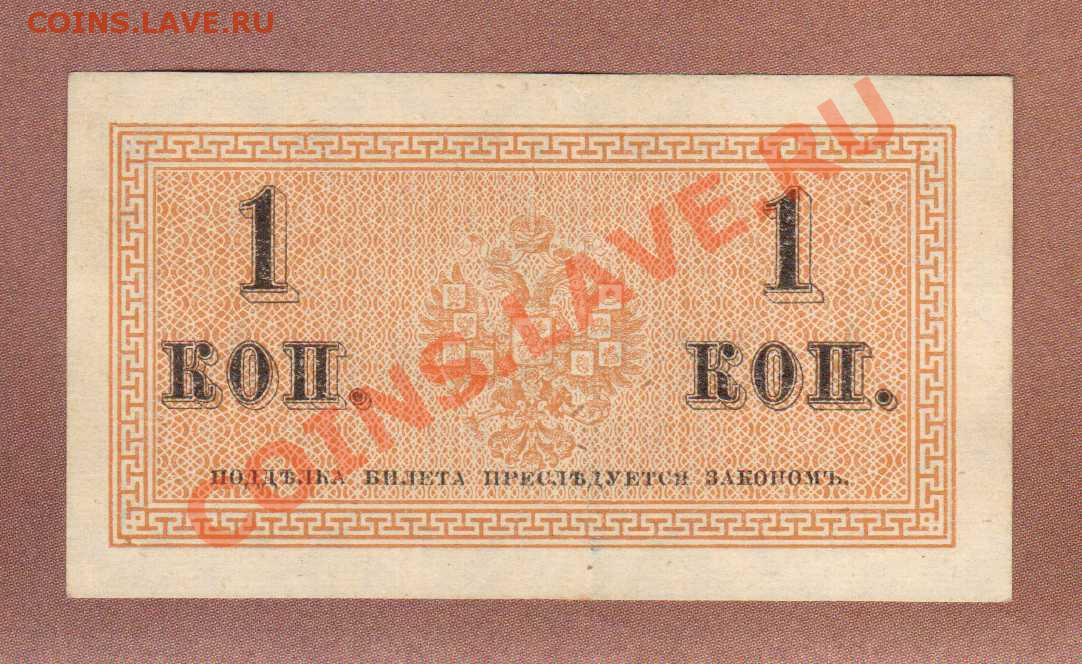 COINS.LAVE.RU
1 1
КОП. КОП.
ПОДДѢЛКА БИЛЕТА ПРЕСЛѢДУЕТСЯ ЗАКОНОМЪ.
COINS.LAVE.RU